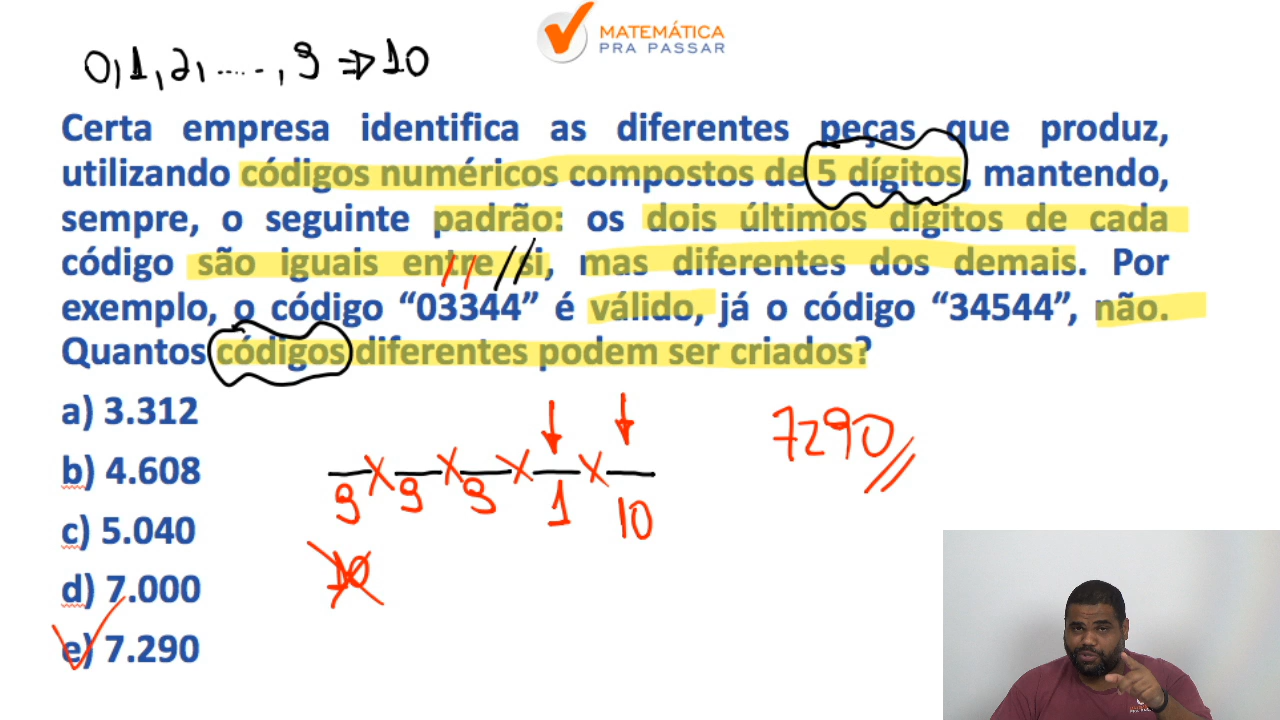 MATEMÁTICA
PRA PASSAR
0, 1, 2, ....., 9 => 10
Certa empresa identifica as diferentes peças que produz,
utilizando códigos numéricos compostos de 5 dígitos, mantendo,
sempre, o seguinte padrão: os dois últimos dígitos de cada
código são iguais entre si, mas diferentes dos demais. Por
exemplo, o código “03344” é válido, já o código “34544”, não.
Quantos códigos diferentes podem ser criados?
a) 3.312
b) 4.608
c) 5.040
d) 7.000
e) 7.290
7290
x x x x
9 9 9 1 10
10